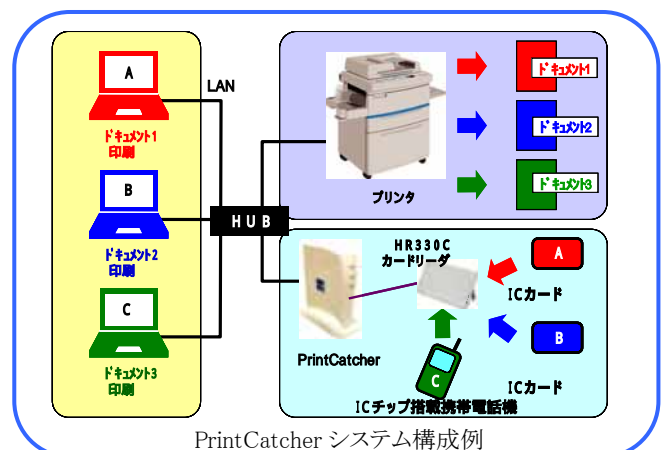 A
LAN
ドキュメント1
印刷
B
ドキュメント2
印刷
C
ドキュメント3
印刷
HUB
プリンタ
ドキュメント1
ドキュメント2
ドキュメント3
HR330C
カードリーダ
PrintCatcher
A
ICカード
B
ICカード
C
ICチップ搭載携帯電話機
PrintCatcher システム構成例